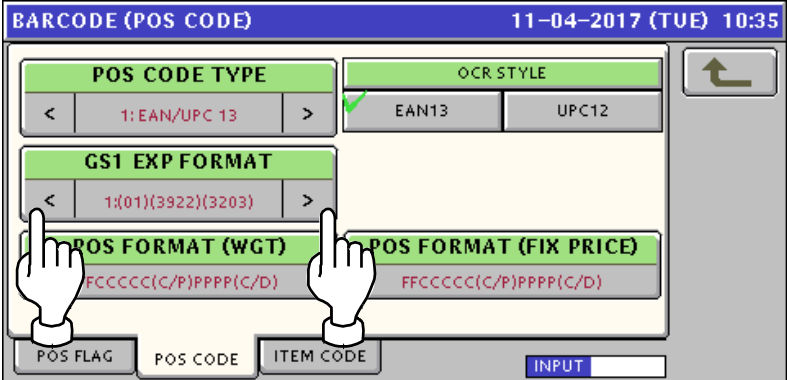 BARCODE (POS CODE) 11-04-2017 (TUE) 10:35
POS CODE TYPE
< 1: EAN/UPC 13 >
OCR STYLE
EAN13 UPC12
GS1 EXP FORMAT
< 1:(01)(3922)(3203) >
POS FORMAT (WGT) POS FORMAT (FIX PRICE)
FCCCCC(C/P)PPPP(C/D) FFCCCCC(C/P)PPPP(C/D)
POS FLAG POS CODE ITEM CODE
INPUT